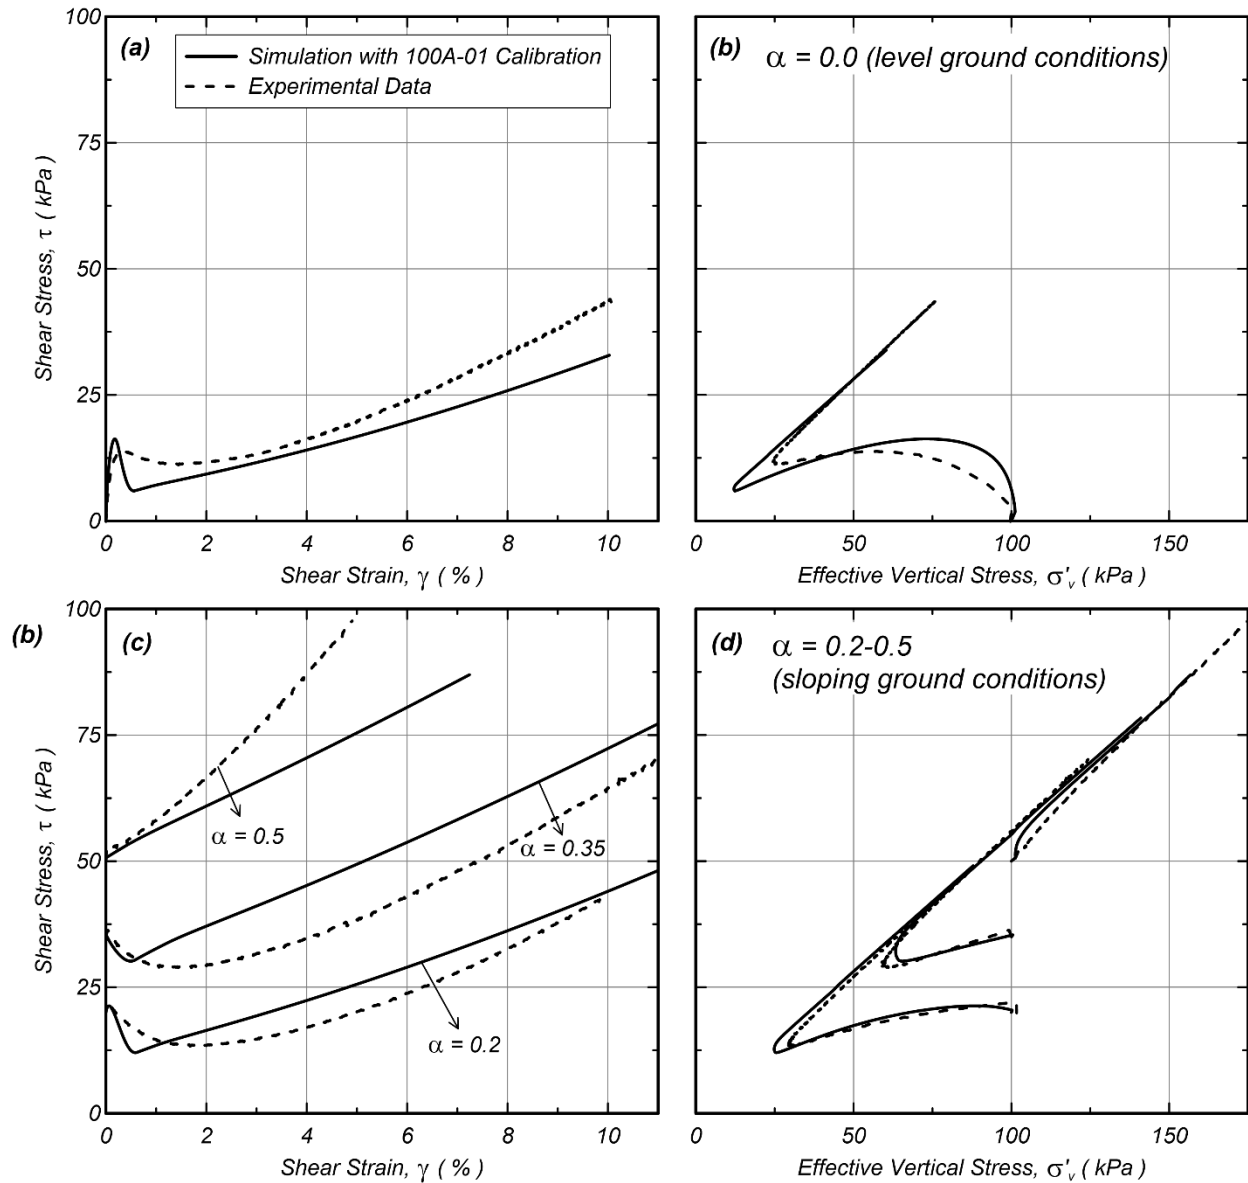 (a)
Simulation with 100A-01 Calibration
Experimental Data
100
75
50
25
0
Shear Stress, τ ( kPa )
0 2 4 6 8 10
Shear Strain, γ ( % )
(b)
α = 0.0 (level ground conditions)
0 50 100 150
Effective Vertical Stress, σ'v ( kPa )
(b)
(c)
100
75
50
25
0
Shear Stress, τ ( kPa )
α = 0.5
α = 0.35
α = 0.2
0 2 4 6 8 10
Shear Strain, γ ( % )
(d)
α = 0.2-0.5
(sloping ground conditions)
0 50 100 150
Effective Vertical Stress, σ'v ( kPa )